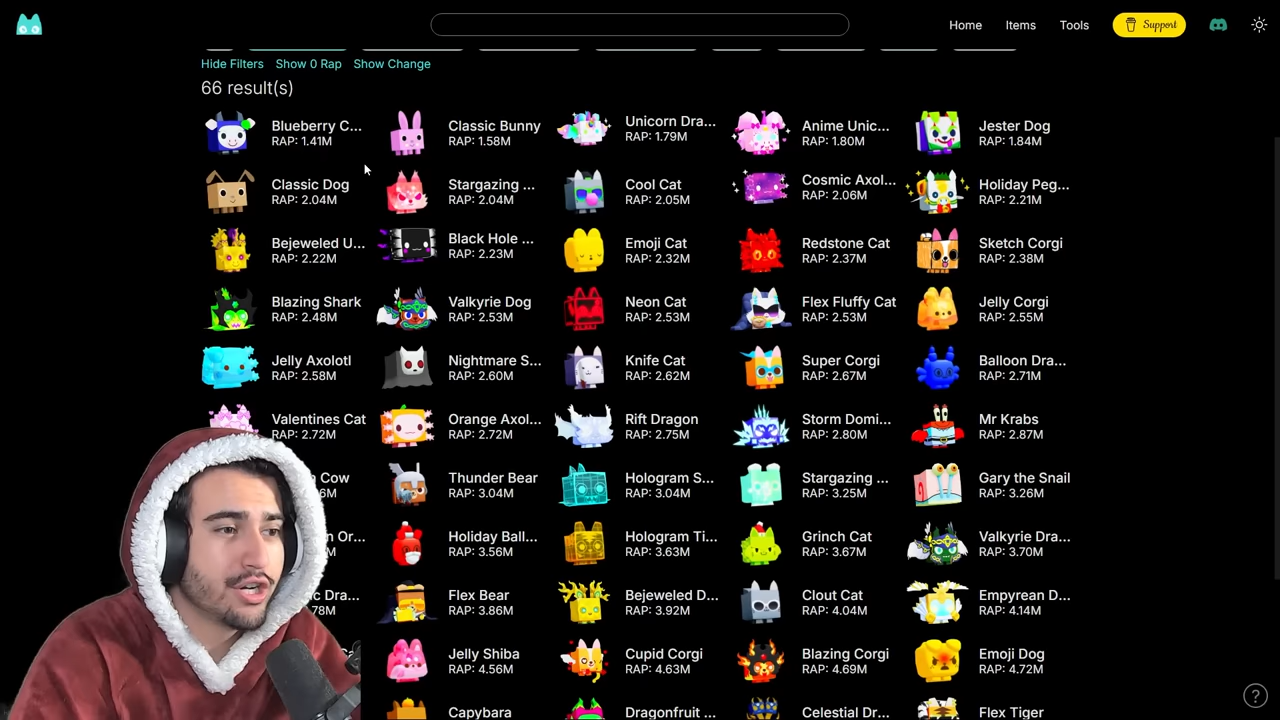 Home
Items
Tools
Support
Hide Filters
Show 0 Rap
Show Change
66 result(s)
Blueberry C...
RAP: 1.41M
Classic Bunny
RAP: 1.58M
Unicorn Dra...
RAP: 1.79M
Anime Unic...
RAP: 1.80M
Jester Dog
RAP: 1.84M
Classic Dog
RAP: 2.04M
Stargazing ...
RAP: 2.04M
Cool Cat
RAP: 2.05M
Cosmic Axol...
RAP: 2.06M
Holiday Peg...
RAP: 2.21M
Bejeweled U...
RAP: 2.22M
Black Hole ...
RAP: 2.23M
Emoji Cat
RAP: 2.32M
Redstone Cat
RAP: 2.37M
Sketch Corgi
RAP: 2.38M
Blazing Shark
RAP: 2.48M
Valkyrie Dog
RAP: 2.53M
Neon Cat
RAP: 2.53M
Flex Fluffy Cat
RAP: 2.53M
Jelly Corgi
RAP: 2.55M
Jelly Axolotl
RAP: 2.58M
Nightmare S...
RAP: 2.60M
Knife Cat
RAP: 2.62M
Super Corgi
RAP: 2.67M
Balloon Dra...
RAP: 2.71M
Valentines Cat
RAP: 2.72M
Orange Axol...
RAP: 2.72M
Rift Dragon
RAP: 2.75M
Storm Domi...
RAP: 2.80M
Mr Krabs
RAP: 2.87M
Cow
Thunder Bear
RAP: 3.04M
Hologram S...
RAP: 3.04M
Stargazing ...
RAP: 3.25M
Gary the Snail
RAP: 3.26M
Or...
Holiday Ball...
RAP: 3.56M
Hologram Ti...
RAP: 3.63M
Grinch Cat
RAP: 3.67M
Valkyrie Dra...
RAP: 3.70M
Dra...
78M
Flex Bear
RAP: 3.86M
Bejeweled D...
RAP: 3.92M
Clout Cat
RAP: 4.04M
Empyrean D...
RAP: 4.14M
Jelly Shiba
RAP: 4.56M
Cupid Corgi
RAP: 4.63M
Blazing Corgi
RAP: 4.69M
Emoji Dog
RAP: 4.72M
Capybara
Dragonfruit ...
Celestial Dr...
Flex Tiger
?